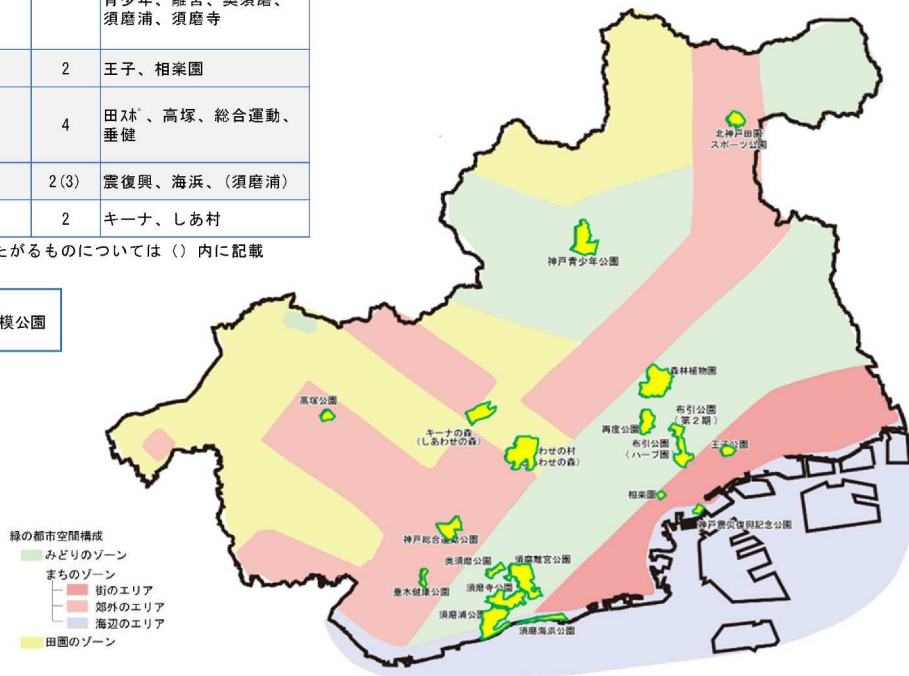 須磨浦、須磨寺
2 王子、相楽園
4 田スポ、高塚、総合運動、
垂健
2(3) 震復興、海浜、(須磨浦)
2 キーナ、しあ村
たがるものについては()内に記載
模公園
北神戸田園
スポーツ公園
神戸青少年公園
森林植物園
高塚公園
布引公園
(第2期)
キーナの森
(しあわせの森)
再度公園
布引公園
(ハーブ園)
王子公園
わせの村
わせの森)
相楽園
神戸震災復興記念公園
神戸総合運動公園
奥須磨公園
須磨離宮公園
垂水健康公園
須磨寺公園
須磨浦公園
須磨海浜公園
緑の都市空間構成
みどりのゾーン
まちのゾーン
街のエリア
郊外のエリア
海辺のエリア
田園のゾーン